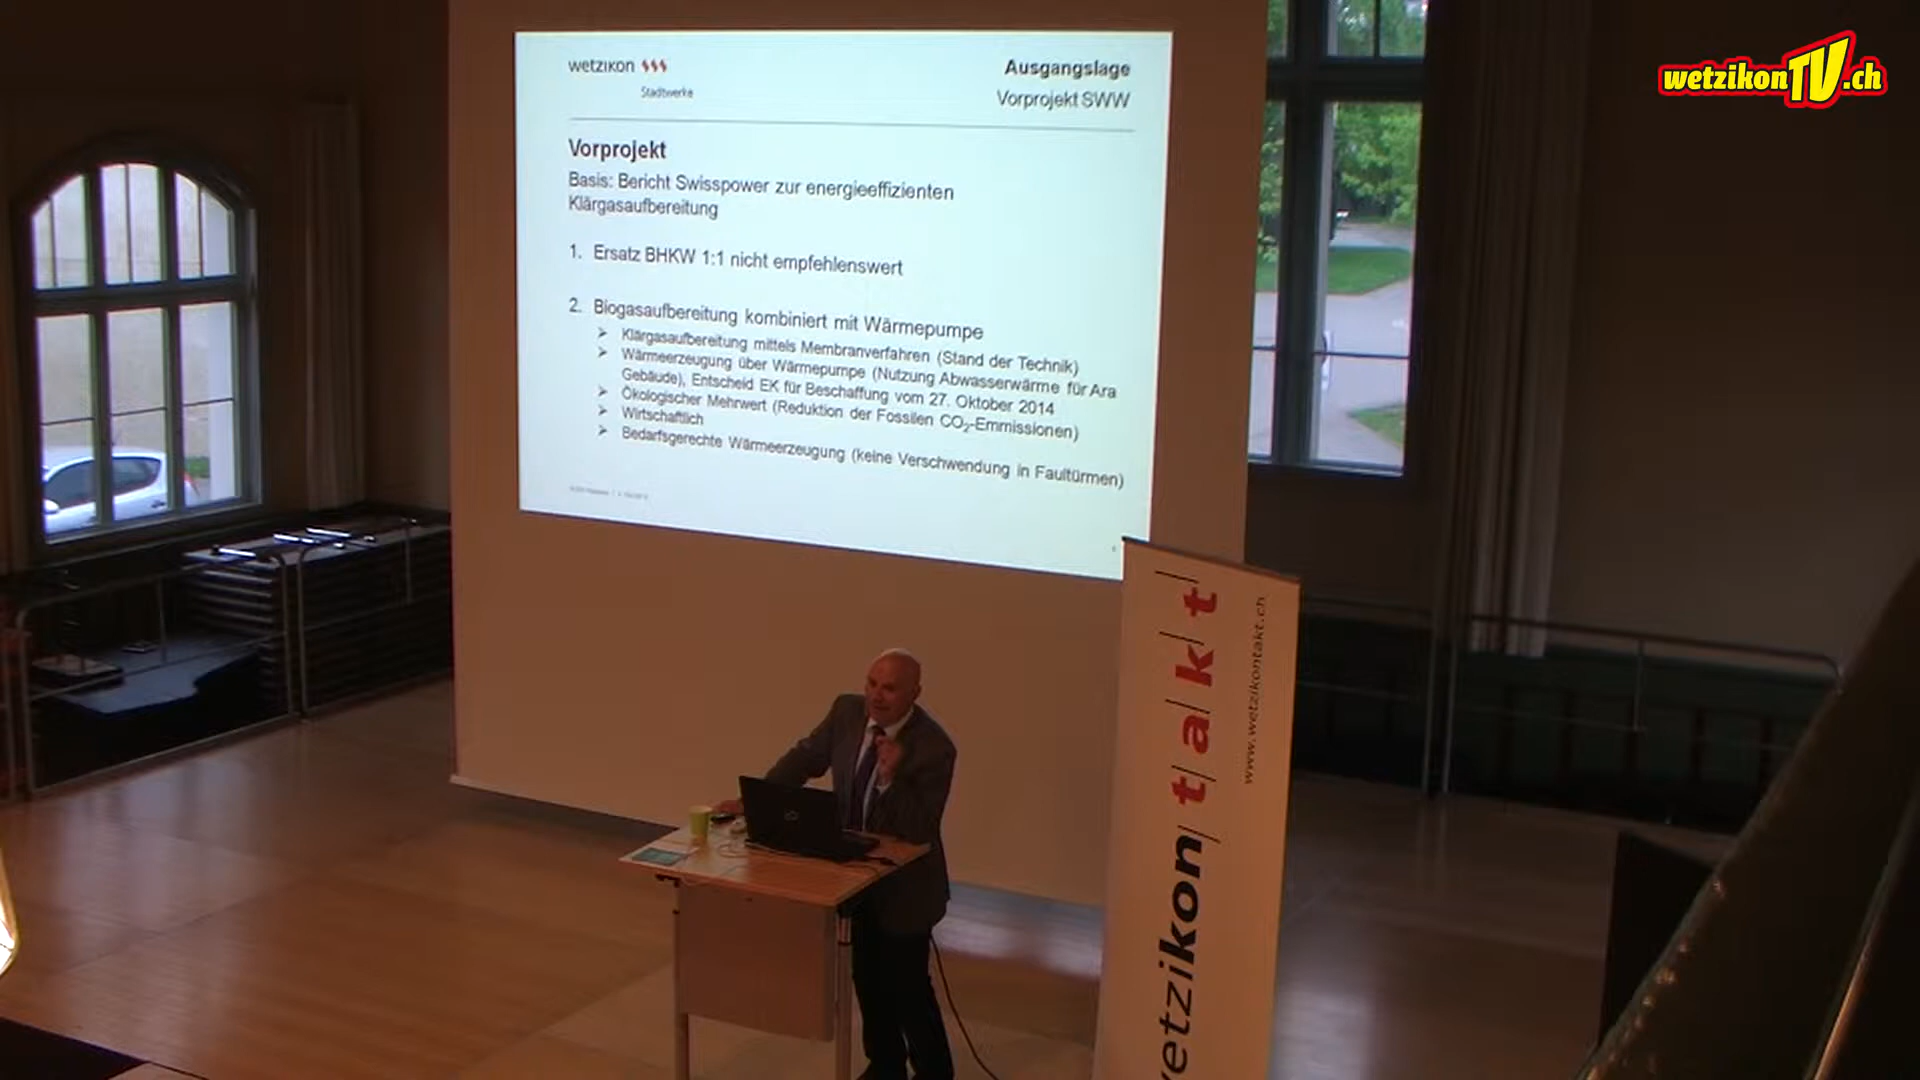 wetzikonTV.ch
wetzikon
Stadtwerke
Ausgangslage
Vorprojekt SWW
Vorprojekt
Basis: Bericht Swisspower zur energieeffizienten
Klärgasaufbereitung
1. Ersatz BHKW 1:1 nicht empfehlenswert
2. Biogasaufbereitung kombiniert mit Wärmepumpe
➢ Klärgasaufbereitung mittels Membranverfahren (Stand der Technik)
➢ Wärmeerzeugung über Wärmepumpe (Nutzung Abwasserwärme für Ara
Gebäude), Entscheid EK für Beschaffung vom 27. Oktober 2014
➢ Ökologischer Mehrwert (Reduktion der Fossilen CO₂-Emmissionen)
➢ Wirtschaftlich
➢ Bedarfsgerechte Wärmeerzeugung (keine Verschwendung in Faultürmen)
wetzikon|t|a|k|t|
www.wetzikontakt.ch